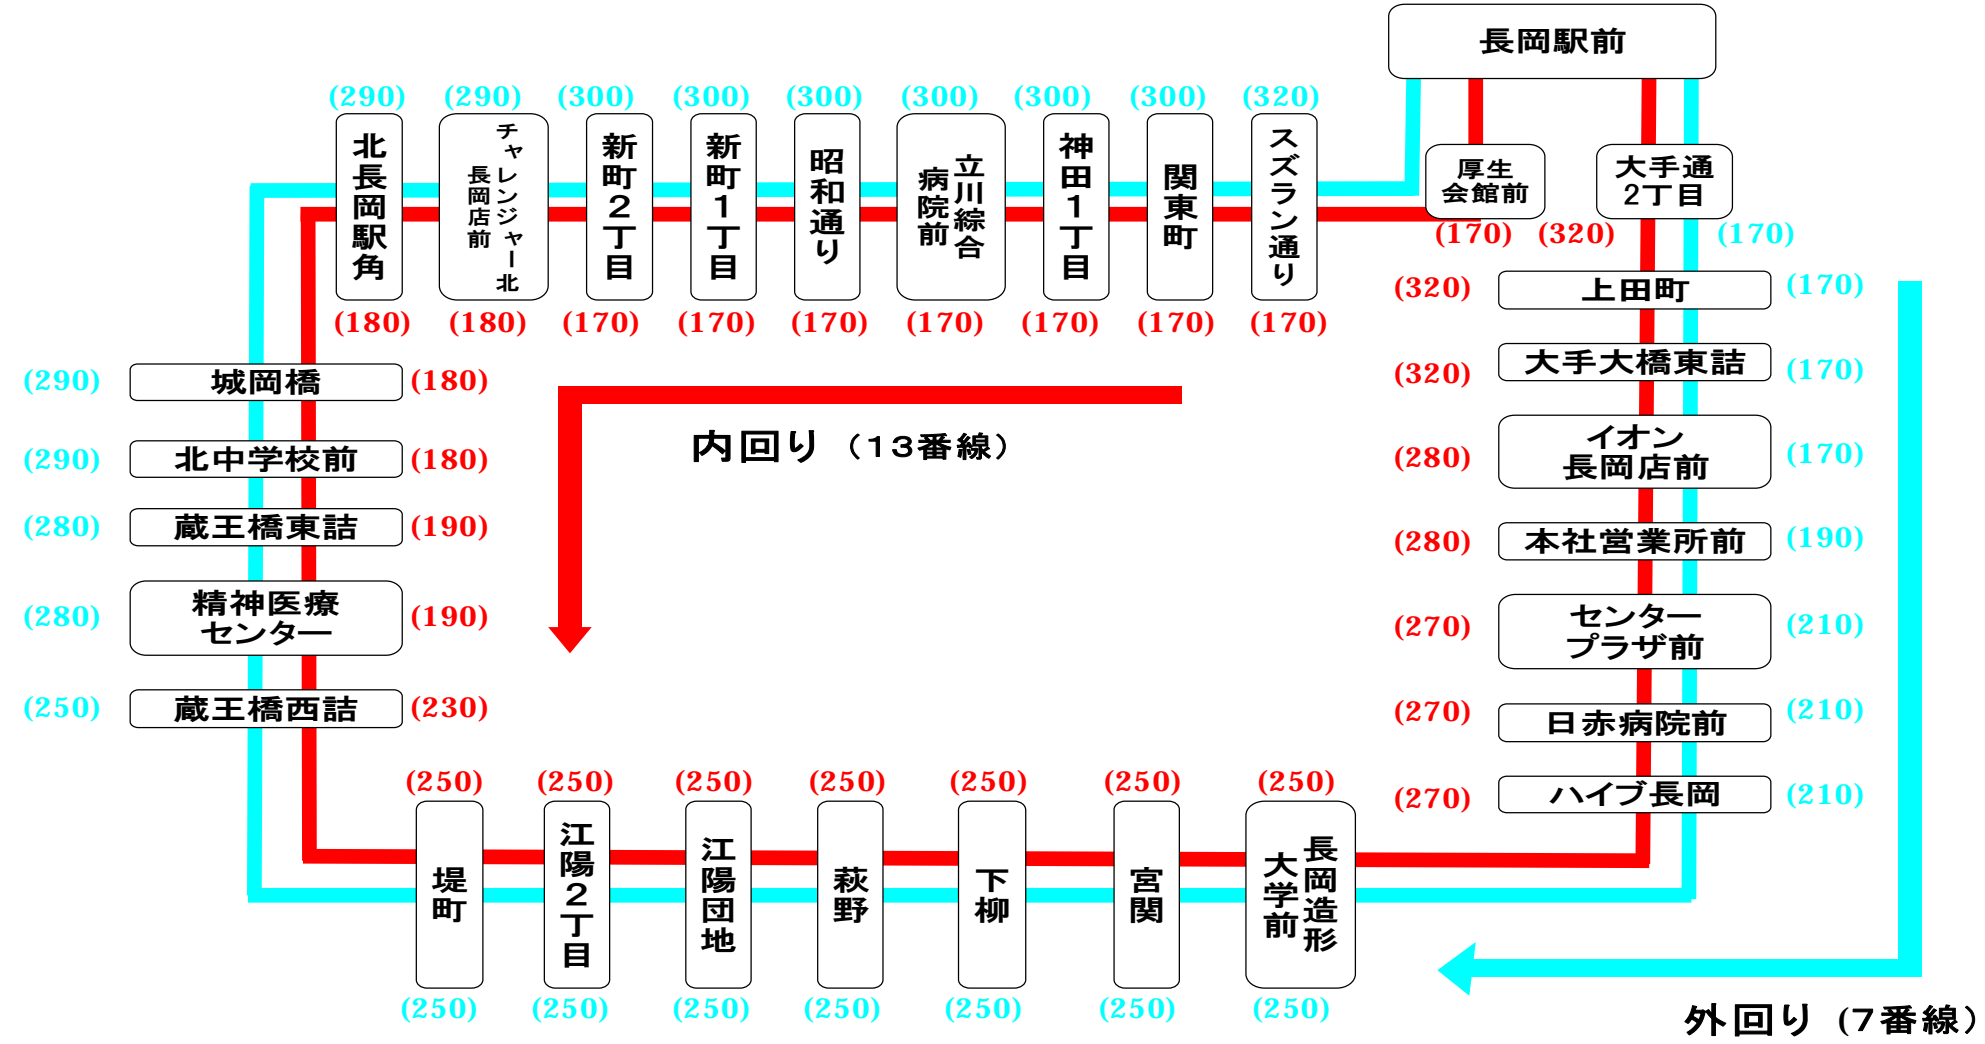 長岡駅前
(290)
(290)
(300)
(300)
(300)
(300)
(300)
(300)
(320)
北長岡駅角
チャレンジャー北
長岡店前
新町2丁目
新町1丁目
昭和通り
立川綜合
病院前
神田1丁目
関東町
スズラン通り
厚生
会館前
大手通
2丁目
(170)
(320)
(170)
(180)
(180)
(170)
(170)
(170)
(170)
(170)
(170)
(170)
(320)
上田町
(170)
(320)
大手大橋東詰
(170)
(280)
イオン
長岡店前
(170)
(280)
本社営業所前
(190)
(270)
センター
プラザ前
(210)
(270)
日赤病院前
(210)
(270)
ハイブ長岡
(210)
(290)
城岡橋
(180)
(290)
北中学校前
(180)
(280)
蔵王橋東詰
(190)
(280)
精神医療
センター
(190)
(250)
蔵王橋西詰
(230)
内回り(13番線)
(250)
(250)
(250)
(250)
(250)
(250)
(250)
堤町
江陽2丁目
江陽団地
萩野
下柳
宮関
長岡造形
大学前
(250)
(250)
(250)
(250)
(250)
(250)
(250)
外回り(7番線)